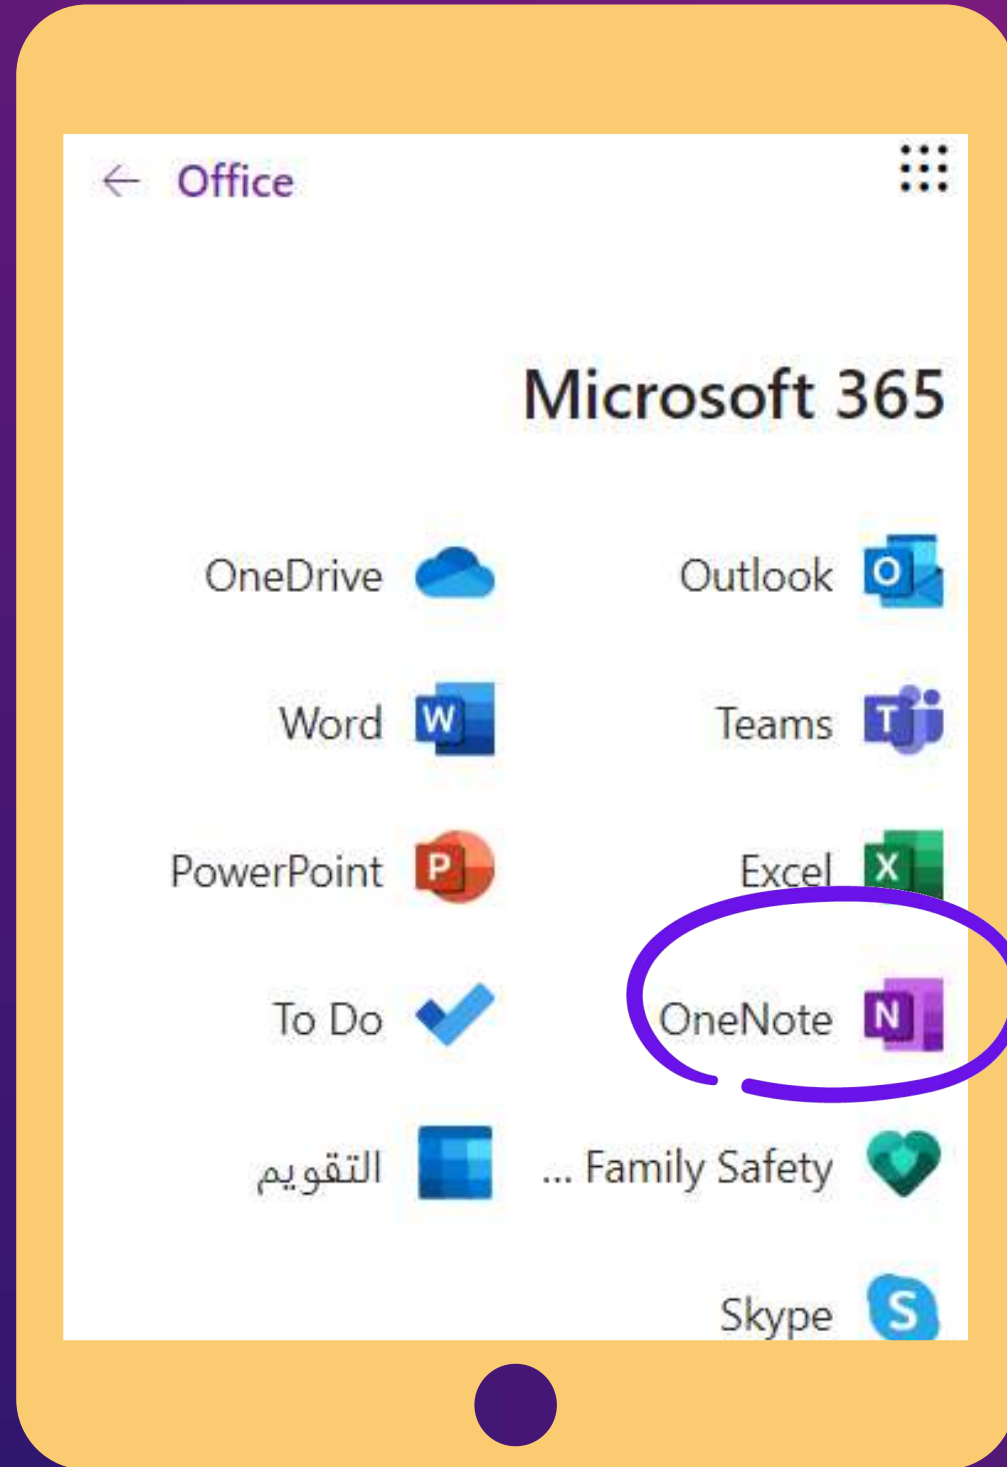 ← Office
Microsoft 365
Outlook
OneDrive
Teams
Word
Excel
PowerPoint
OneNote
To Do
Family Safety ...
التقويم
Skype